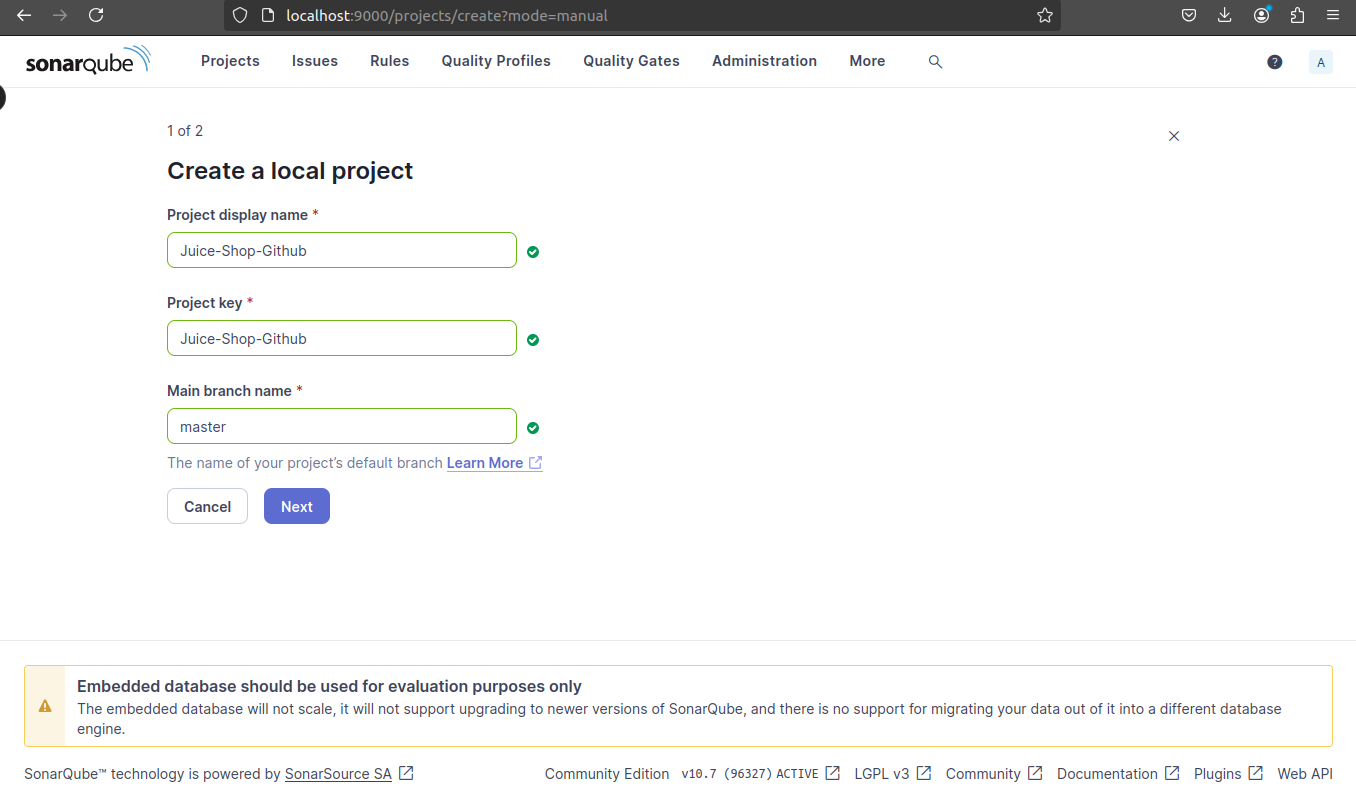 localhost:9000/projects/create?mode=manual
sonarqube Projects Issues Rules Quality Profiles Quality Gates Administration More ? A
1 of 2
Create a local project
Project display name *
Juice-Shop-Github
Project key *
Juice-Shop-Github
Main branch name *
master
The name of your project’s default branch Learn More
Cancel Next
Embedded database should be used for evaluation purposes only
The embedded database will not scale, it will not support upgrading to newer versions of SonarQube, and there is no support for migrating your data out of it into a different database
engine.
SonarQube™ technology is powered by SonarSource SA Community Edition v10.7 (96327) ACTIVE LGPL v3 Community Documentation Plugins Web API